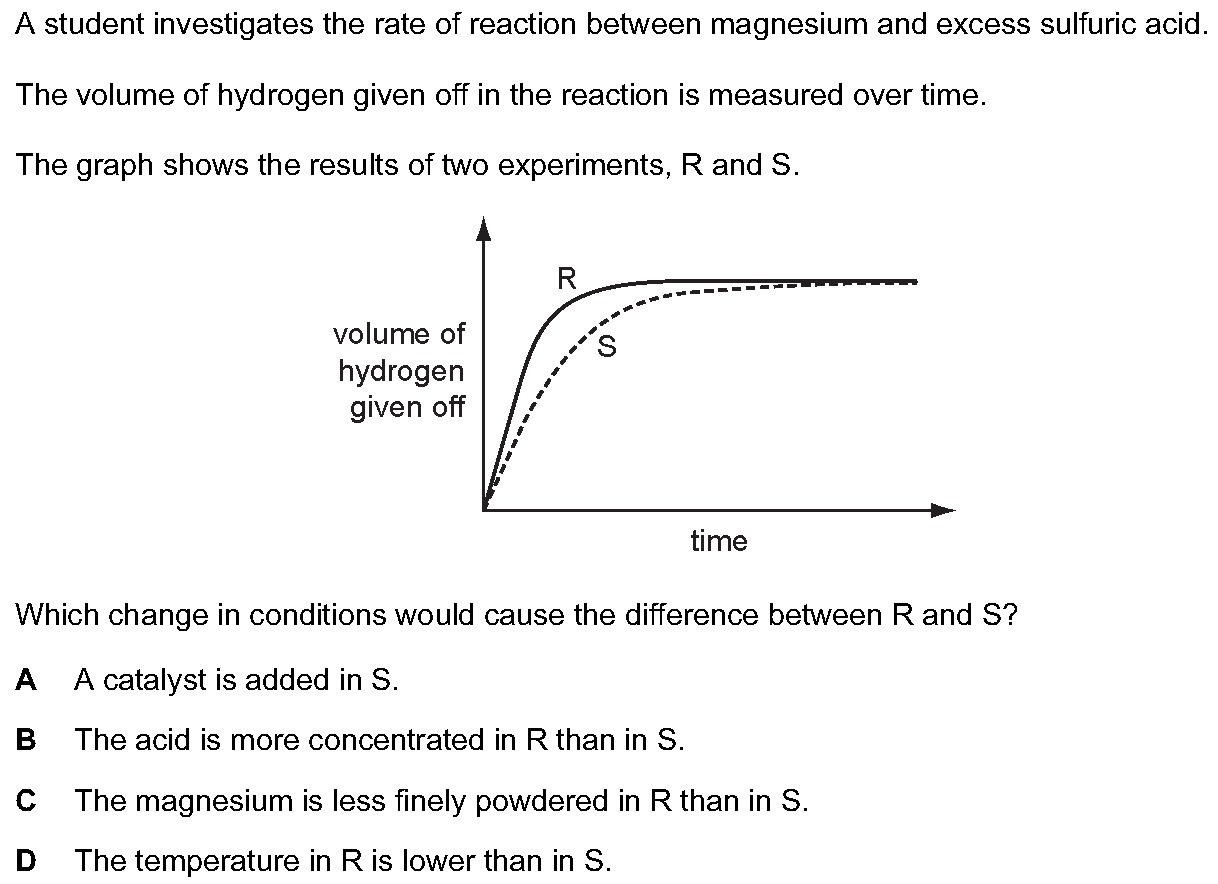 A student investigates the rate of reaction between magnesium and excess sulfuric acid.
The volume of hydrogen given off in the reaction is measured over time.
The graph shows the results of two experiments, R and S.
R
S
volume of
hydrogen
given off
time
Which change in conditions would cause the difference between R and S?
A A catalyst is added in S.
B The acid is more concentrated in R than in S.
C The magnesium is less finely powdered in R than in S.
D The temperature in R is lower than in S.